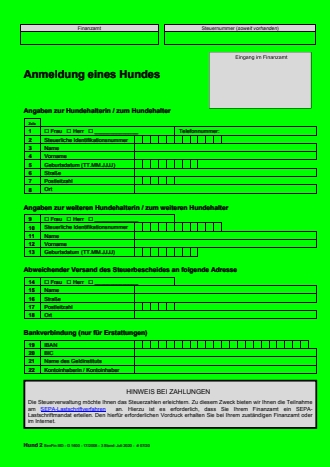 Finanzamt
Steuernummer (soweit vorhanden)
Eingang im Finanzamt
Anmeldung eines Hundes
Angaben zur Hundehalterin / zum Hundehalter
Zeile
1 ☐ Frau ☐ Herr ☐ Telefonnummer:
2 Steuerliche Identifikationsnummer
3 Name
4 Vorname
5 Geburtsdatum (TT.MM.JJJJ)
6 Straße
7 Postleitzahl
8 Ort
Angaben zur weiteren Hundehalterin / zum weiteren Hundehalter
9 ☐ Frau ☐ Herr ☐
10 Steuerliche Identifikationsnummer
11 Name
12 Vorname
13 Geburtsdatum (TT.MM.JJJJ)
Abweichender Versand des Steuerbescheides an folgende Adresse
14 ☐ Frau ☐ Herr ☐
15 Name
16 Straße
17 Postleitzahl
18 Ort
Bankverbindung (nur für Erstattungen)
19 IBAN
20 BIC
21 Name des Geldinstituts
22 Kontoinhaberin / Kontoinhaber
HINWEIS BEI ZAHLUNGEN
Die Steuerverwaltung möchte Ihnen das Steuerzahlen erleichtern. Zu diesem Zweck bieten wir Ihnen die Teilnahme
am SEPA-Lastschriftverfahren an. Hierzu ist es erforderlich, dass Sie Ihrem Finanzamt ein SEPA-
Lastschriftmandat erteilen. Den hierfür erforderlichen Vordruck erhalten Sie bei Ihrem zuständigen Finanzamt oder
im Internet.
Hund 2